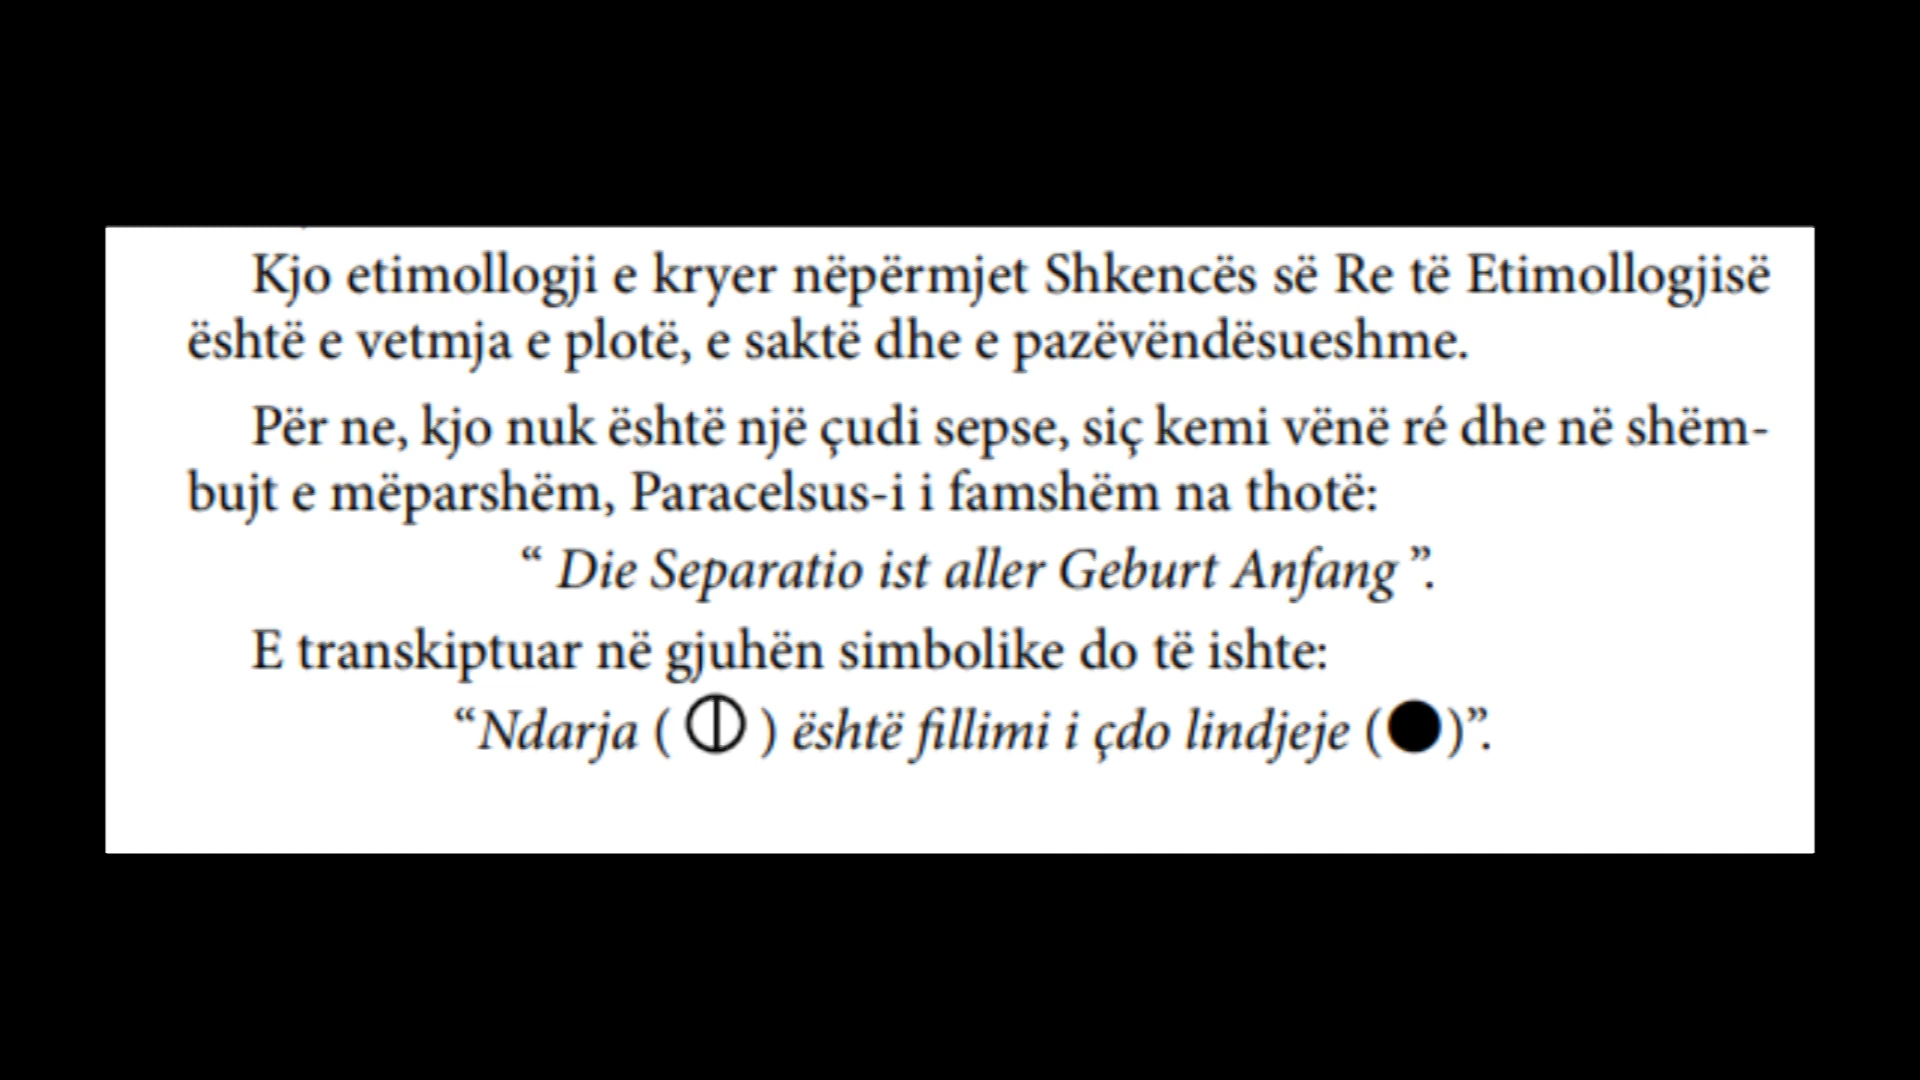 Kjo etimollogji e kryer nëpërmjet Shkencës së Re të Etimollogjisë
është e vetmja e plotë, e saktë dhe e pazëvëndësueshme.
Për ne, kjo nuk është një çudi sepse, siç kemi vënë ré dhe në shëm-
bujt e mëparshëm, Paracelsus-i i famshëm na thotë:
“ Die Separatio ist aller Geburt Anfang ”.
E transkiptuar në gjuhën simbolike do të ishte:
“Ndarja ( ⦶ ) është fillimi i çdo lindjeje (●)”.